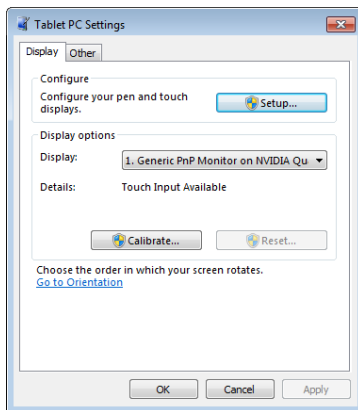 Tablet PC Settings
Display Other
Configure
Configure your pen and touch
displays.
Setup...
Display options
Display: 1. Generic PnP Monitor on NVIDIA Qu
Details: Touch Input Available
Calibrate... Reset...
Choose the order in which your screen rotates.
Go to Orientation
OK Cancel Apply